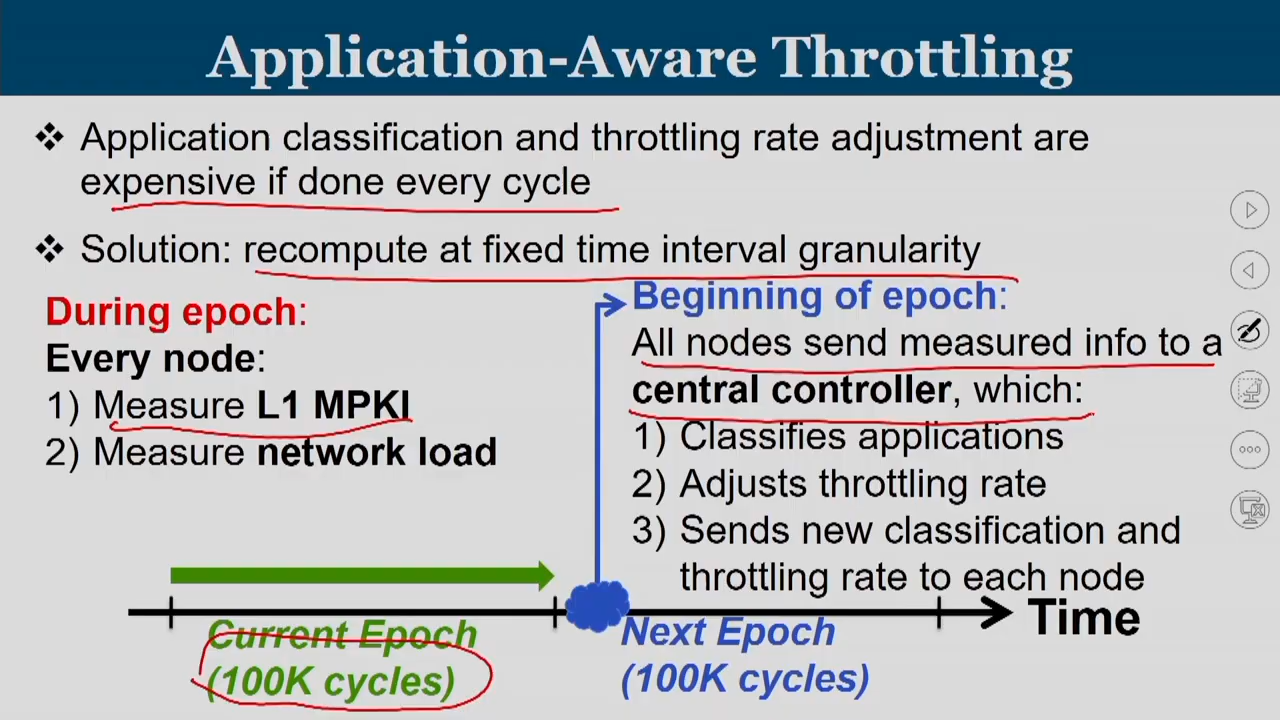 Application-Aware Throttling
❖ Application classification and throttling rate adjustment are
expensive if done every cycle
❖ Solution: recompute at fixed time interval granularity
During epoch:
Every node:
1) Measure L1 MPKI
2) Measure network load
Beginning of epoch:
All nodes send measured info to a
central controller, which:
1) Classifies applications
2) Adjusts throttling rate
3) Sends new classification and
throttling rate to each node
Time
Current Epoch
(100K cycles)
Next Epoch
(100K cycles)